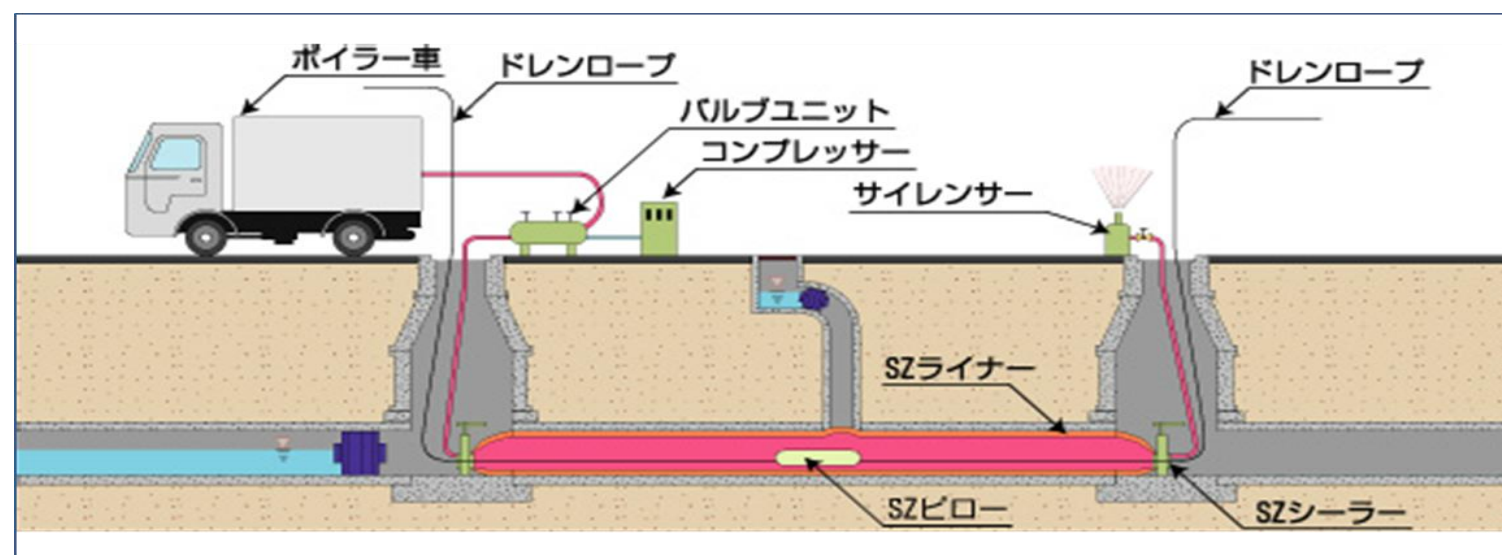 ボイラー車
ドレンロープ
ドレンロープ
バルブユニット
コンプレッサー
サイレンサー
SZライナー
SZピロー
SZシーラー